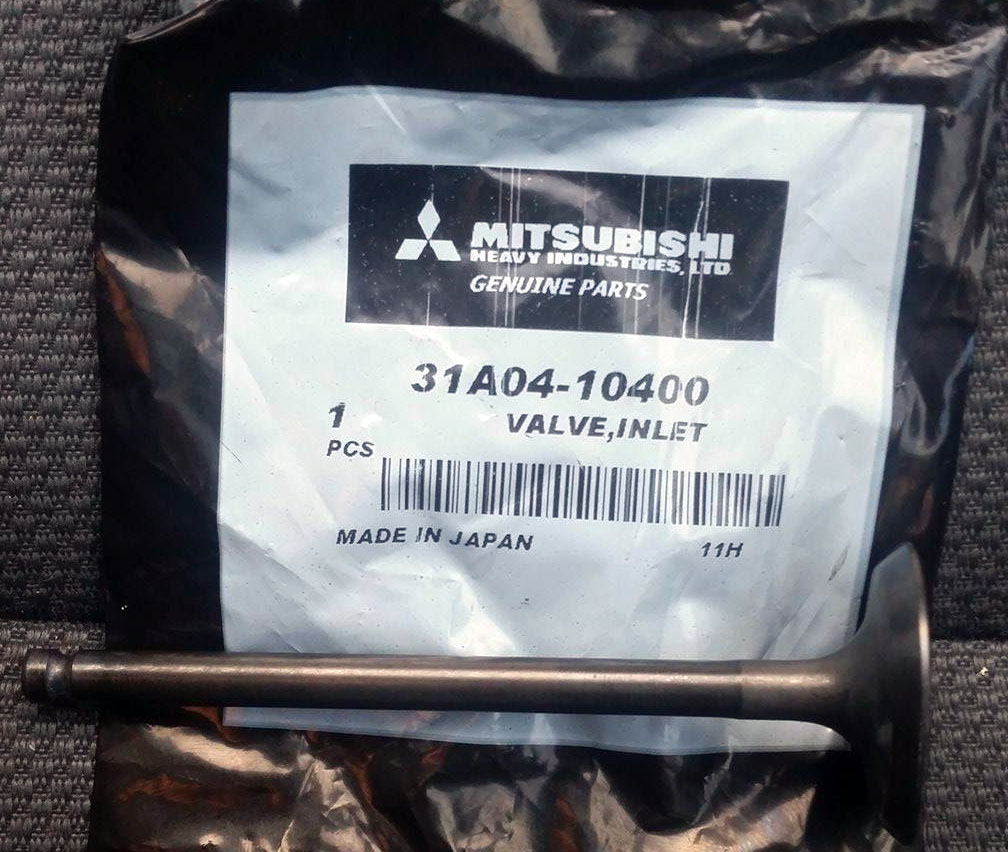 MITSUBISHI
HEAVY INDUSTRIES, LTD.
GENUINE PARTS
31A04-10400
1
VALVE,INLET
PCS
MADE IN JAPAN
11H